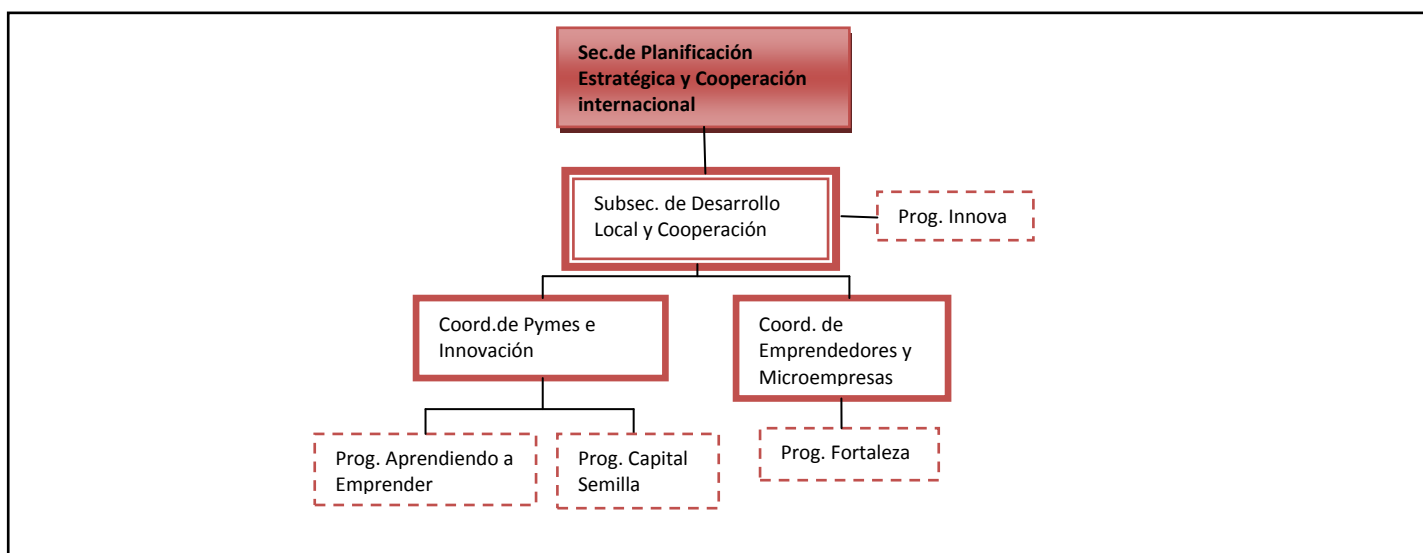 Sec.de Planificación
Estratégica y Cooperación
internacional
Subsec. de Desarrollo
Local y Cooperación
Prog. Innova
Coord.de Pymes e
Innovación
Coord. de
Emprendedores y
Microempresas
Prog. Aprendiendo a
Emprender
Prog. Capital
Semilla
Prog. Fortaleza